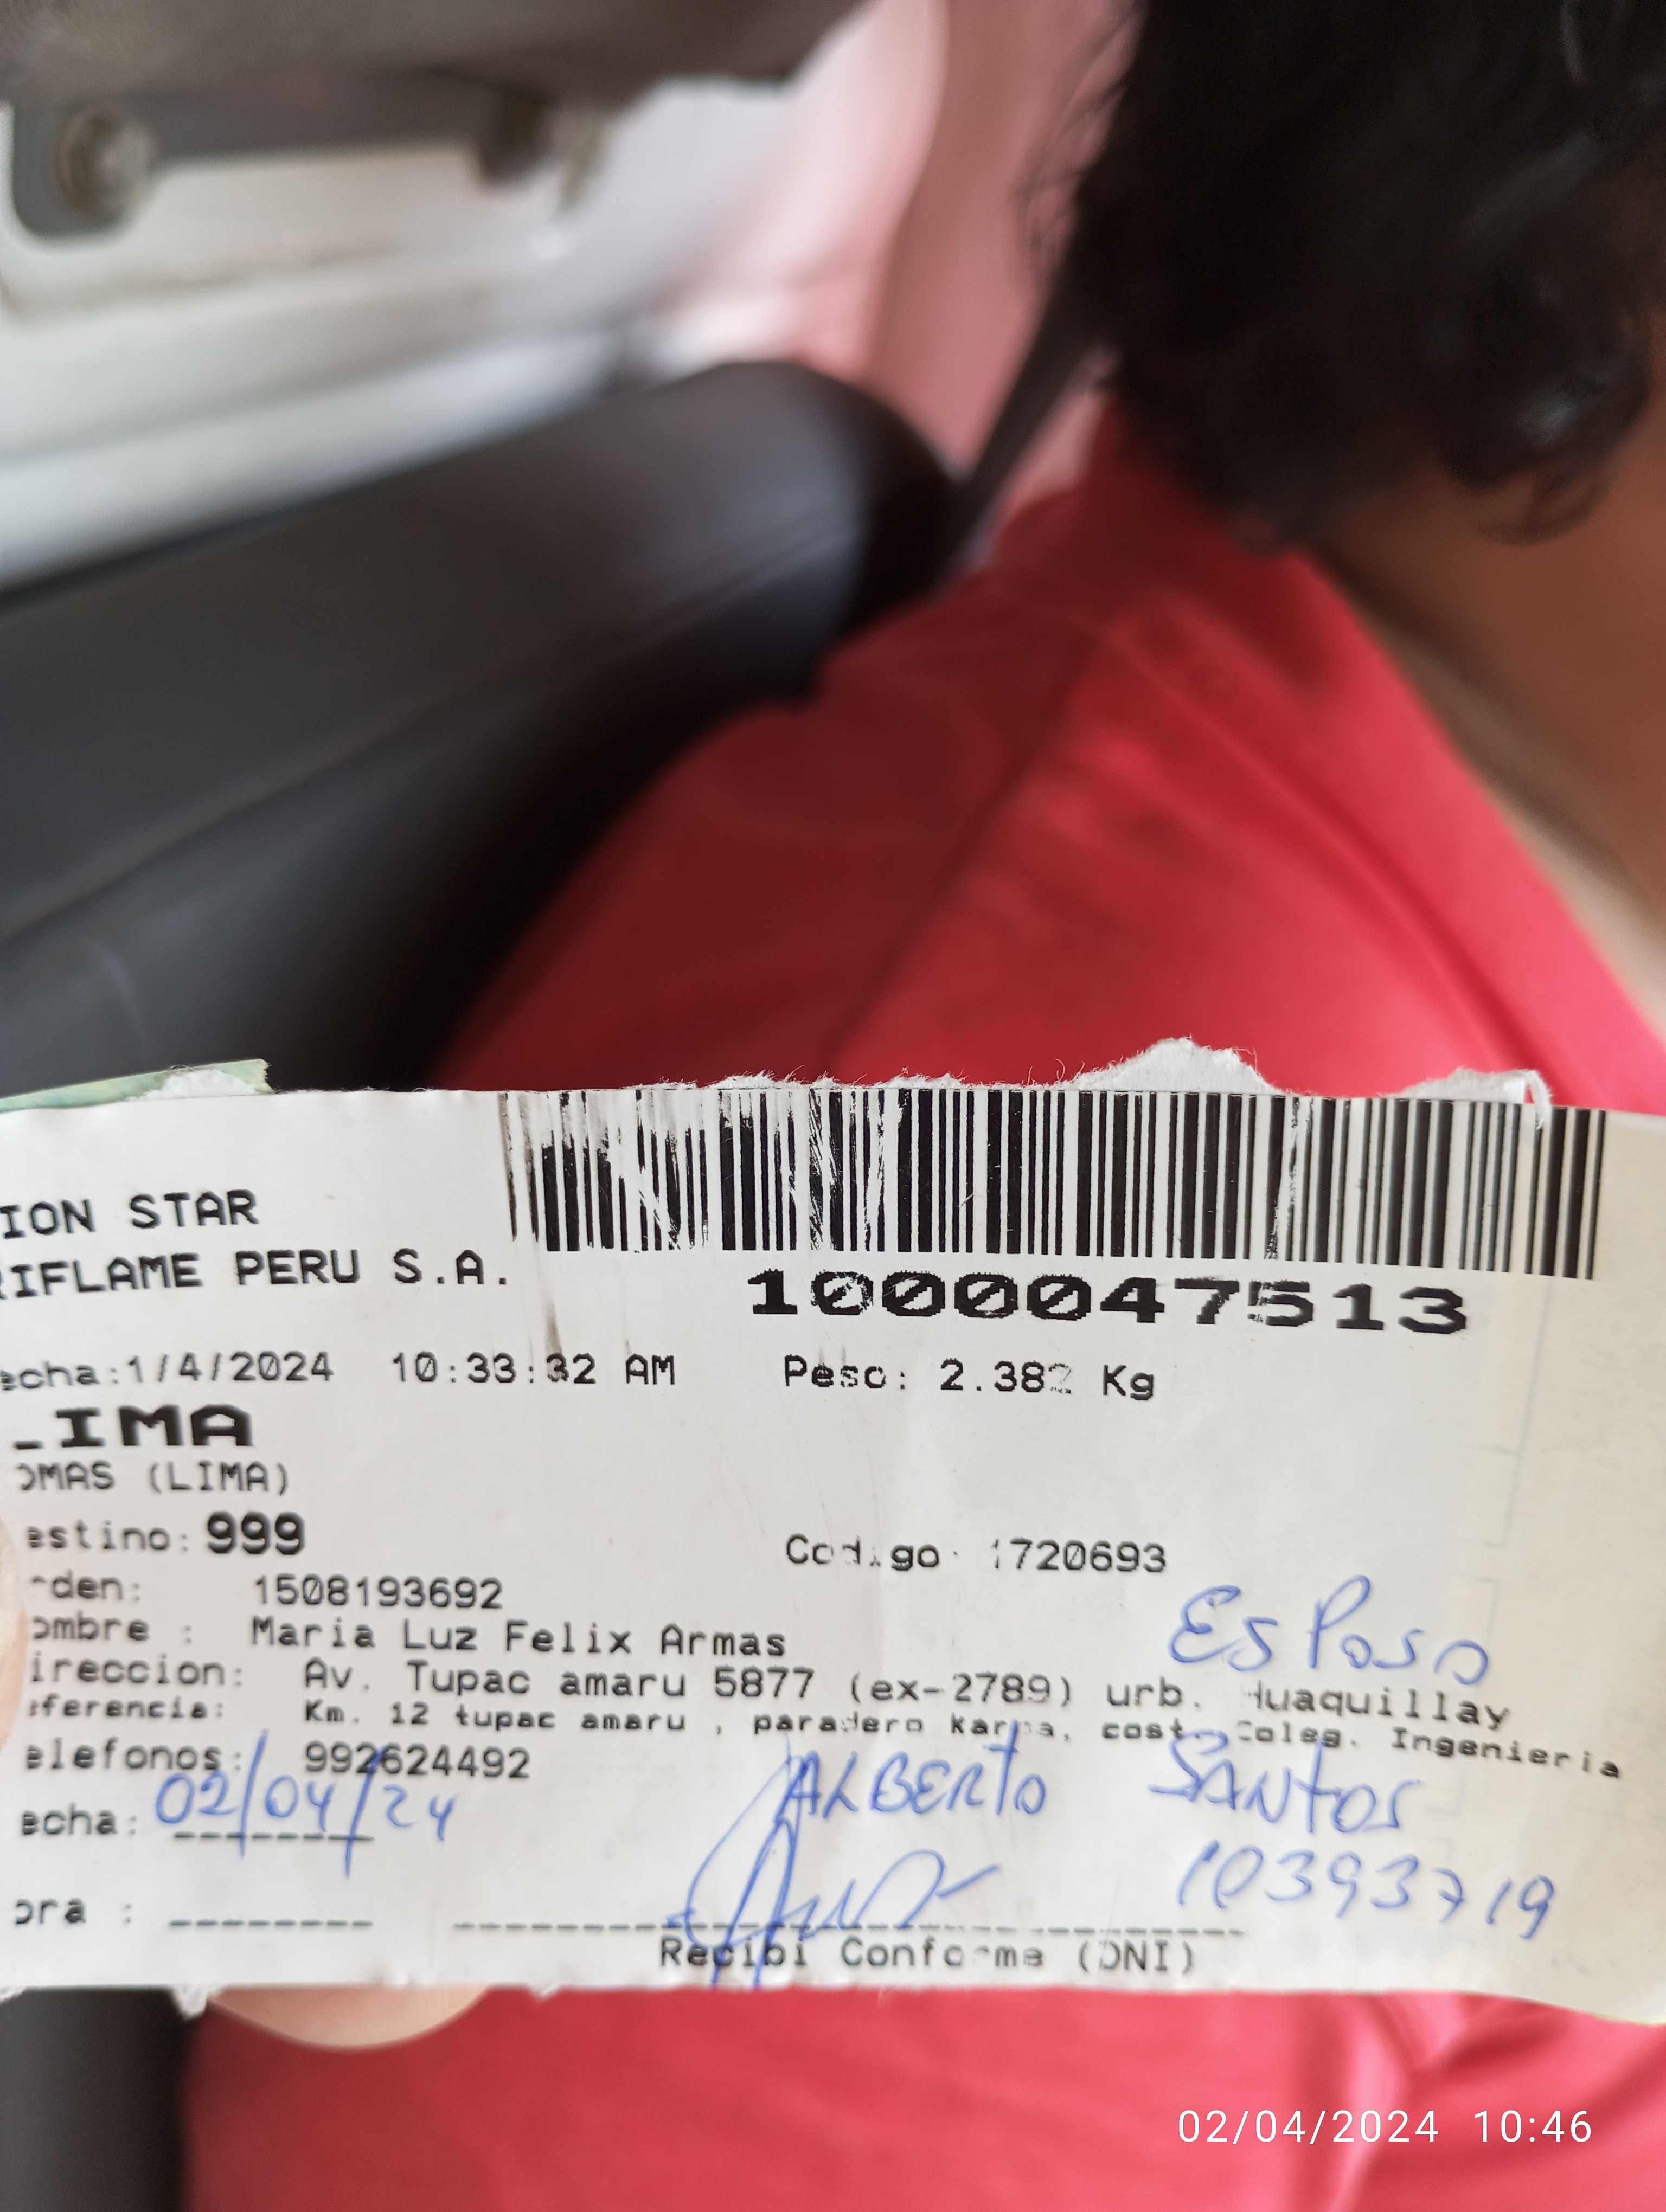 ION STAR
RIFLAME PERU S.A.
1000047513
echa:1/4/2024 10:33:32 AM Peso: 2.382 Kg
LIMA
OMAS (LIMA)
estino: 999
Codigo: 1720693
rden: 1508193692
ombre : Maria Luz Felix Armas
Esposo
ireccion: Av. Tupac amaru 5877 (ex-2789) urb. Huaquillay
eferencia: Km. 12 tupac amaru , paradero karpa, cost. Coleg. Ingenieria
elefonos: 992624492
ALBERTO SANTOS
echa: 02/04/24
10393719
ora :
Recibi Conforme (DNI)
02/04/2024 10:46